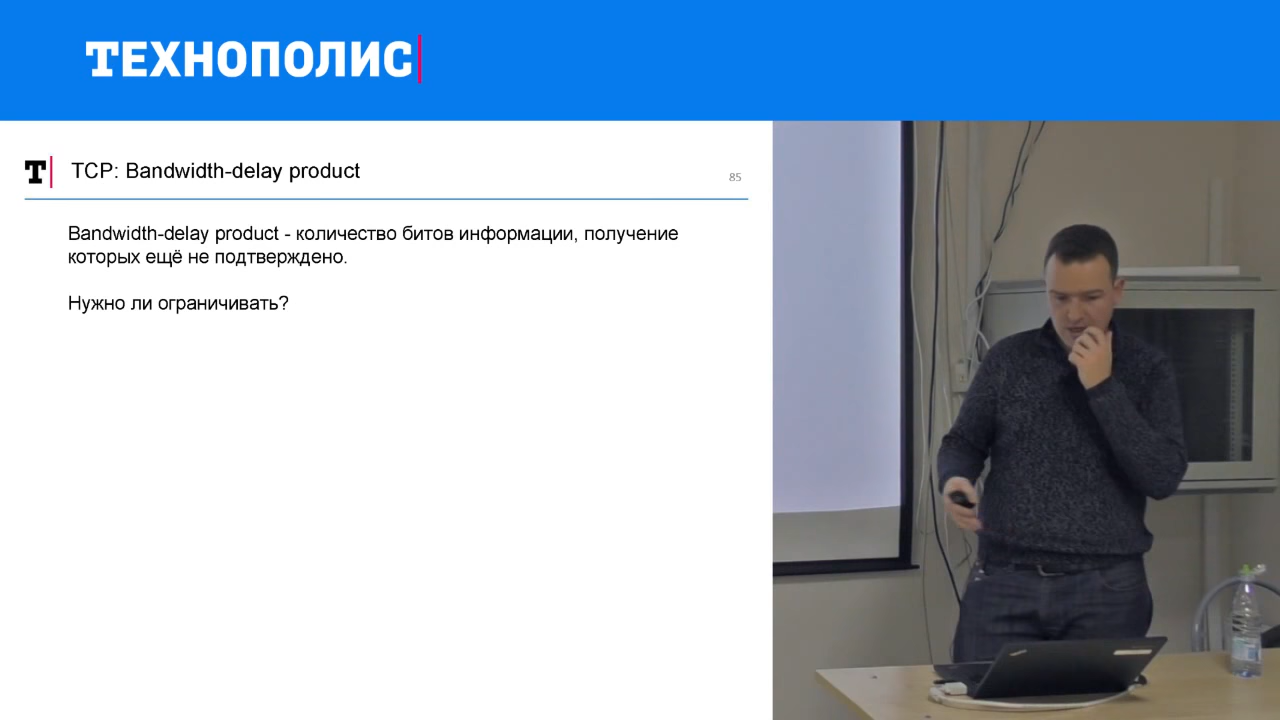 ТЕХНОПОЛИС
Т TCP: Bandwidth-delay product
85
Bandwidth-delay product - количество битов информации, получение
которых ещё не подтверждено.
Нужно ли ограничивать?